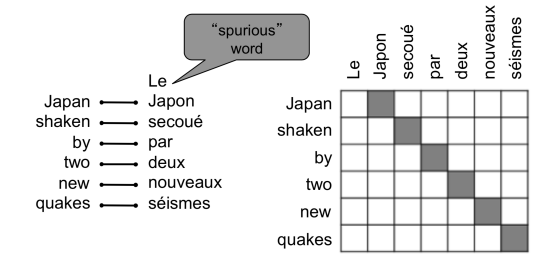 “spurious”
word
Le
Japan Japon
shaken secoué
by par
two deux
new nouveaux
quakes séismes
Le Japon secoué par deux nouveaux séismes
Japan
shaken
by
two
new
quakes